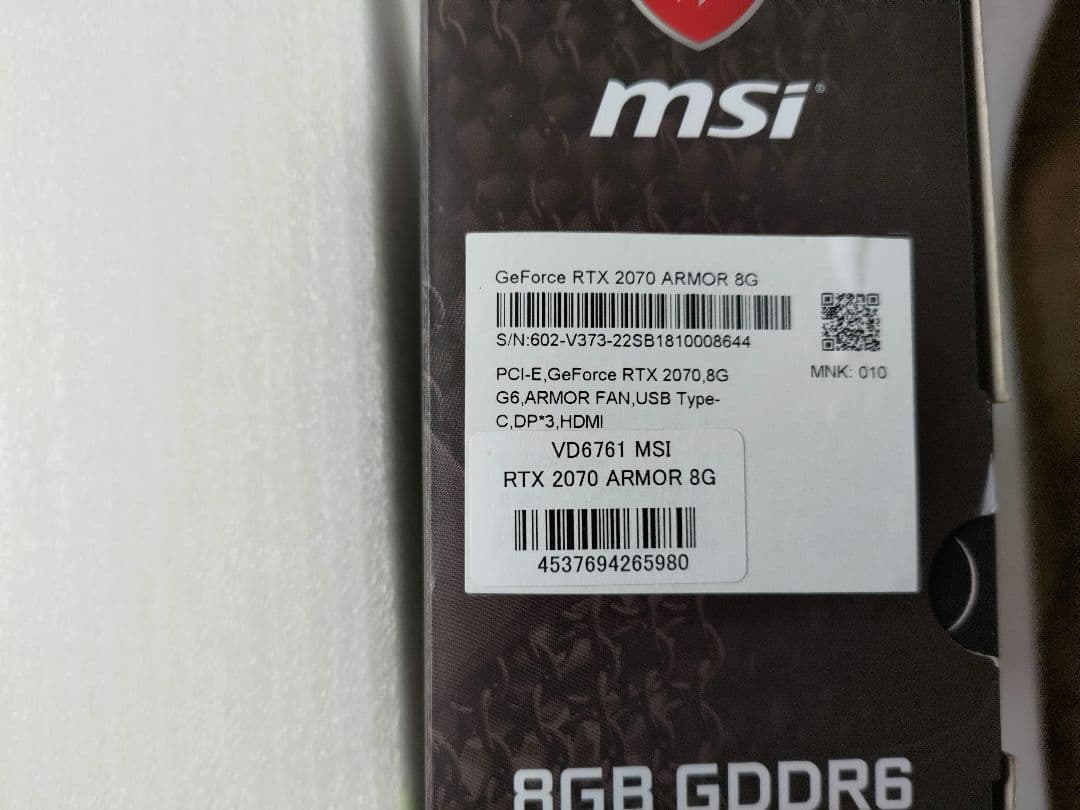 msi®
GeForce RTX 2070 ARMOR 8G
S/N:602-V373-22SB1810008644
MNK: 010
PCI-E,GeForce RTX 2070,8G
G6,ARMOR FAN,USB Type-
C,DP*3,HDMI
VD6761 MSI
RTX 2070 ARMOR 8G
4537694265980
8GB GDDR6